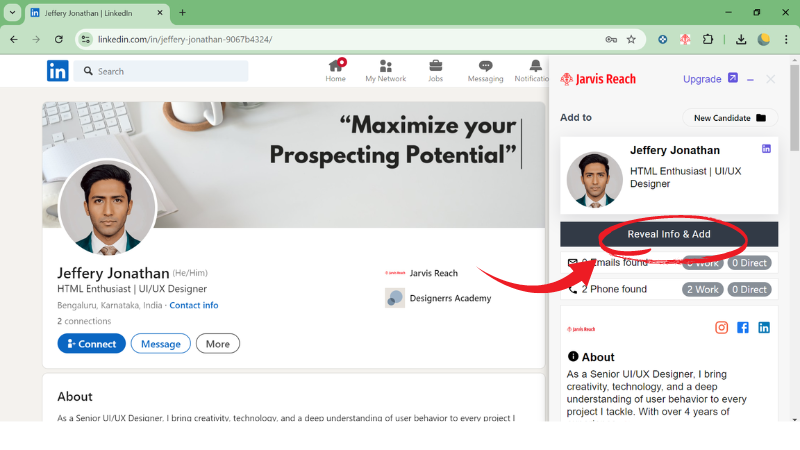 Jeffery Jonathan | LinkedIn
linkedin.com/in/jeffery-jonathan-9067b4324/
in
Search
Home
My Network
Jobs
Messaging
Notificatio
“Maximize your
Prospecting Potential”
Jeffery Jonathan (He/Him)
HTML Enthusiast | UI/UX Designer
Bengaluru, Karnataka, India · Contact info
2 connections
Connect
Message
More
Jarvis Reach
Jarvis Reach
Designerrs Academy
About
As a Senior UI/UX Designer, I bring creativity, technology, and a deep understanding of user behavior to every project I
Jarvis Reach
Upgrade
Add to
New Candidate
Jeffery Jonathan
in
HTML Enthusiast | UI/UX
Designer
Reveal Info & Add
Emails found
Work
0 Direct
2 Phone found
2 Work
0 Direct
Jarvis Reach
in
About
As a Senior UI/UX Designer, I bring
creativity, technology, and a deep
understanding of user behavior to every
project I tackle. With over 4 years of